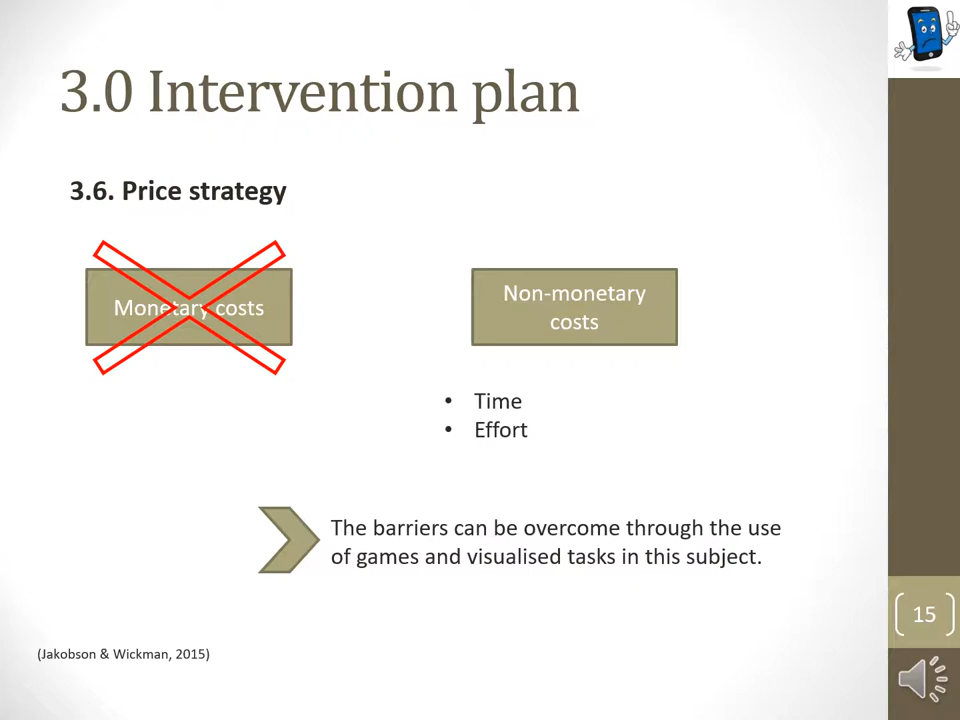 3.0 Intervention plan
3.6. Price strategy
Monetary costs
Non-monetary
costs
• Time
• Effort
The barriers can be overcome through the use
of games and visualised tasks in this subject.
15
(Jakobson & Wickman, 2015)